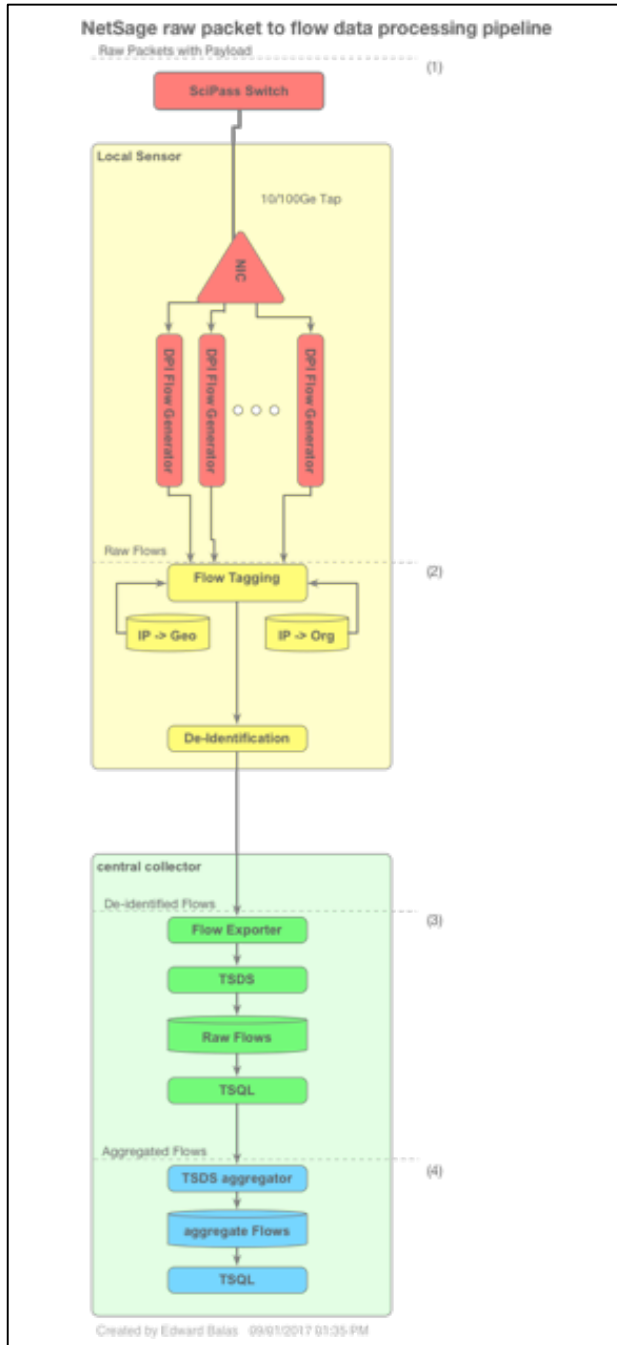 NetSage raw packet to flow data processing pipeline
Raw Packets with Payload
(1)
SciPass Switch
Local Sensor
10/100Ge Tap
NIC
DPI Flow Generator
DPI Flow Generator
DPI Flow Generator
Raw Flows
(2)
Flow Tagging
IP -> Geo
IP -> Org
De-Identification
central collector
De-identified Flows
(3)
Flow Exporter
TSDS
Raw Flows
TSQL
Aggregated Flows
(4)
TSDS aggregator
aggregate Flows
TSQL
Created by Edward Balas 09/01/2017 01:35 PM